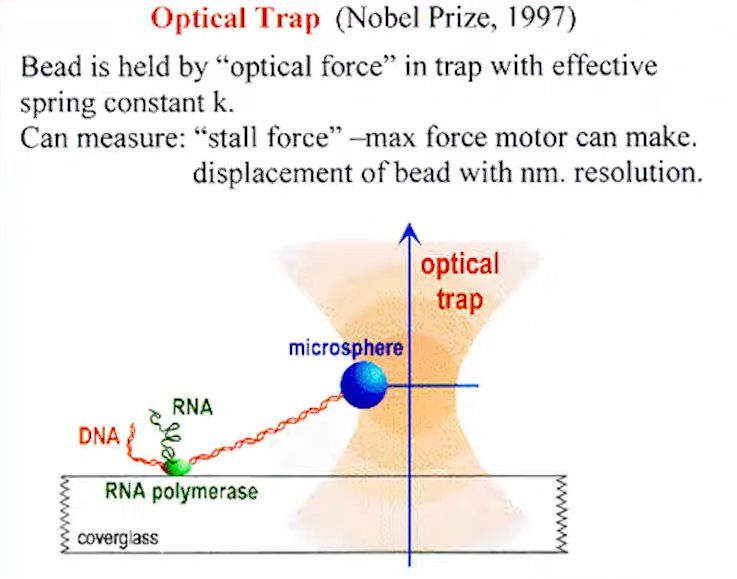 Optical Trap (Nobel Prize, 1997)
Bead is held by “optical force” in trap with effective
spring constant k.
Can measure: “stall force” –max force motor can make.
displacement of bead with nm. resolution.
optical
trap
microsphere
RNA
DNA
RNA polymerase
coverglass